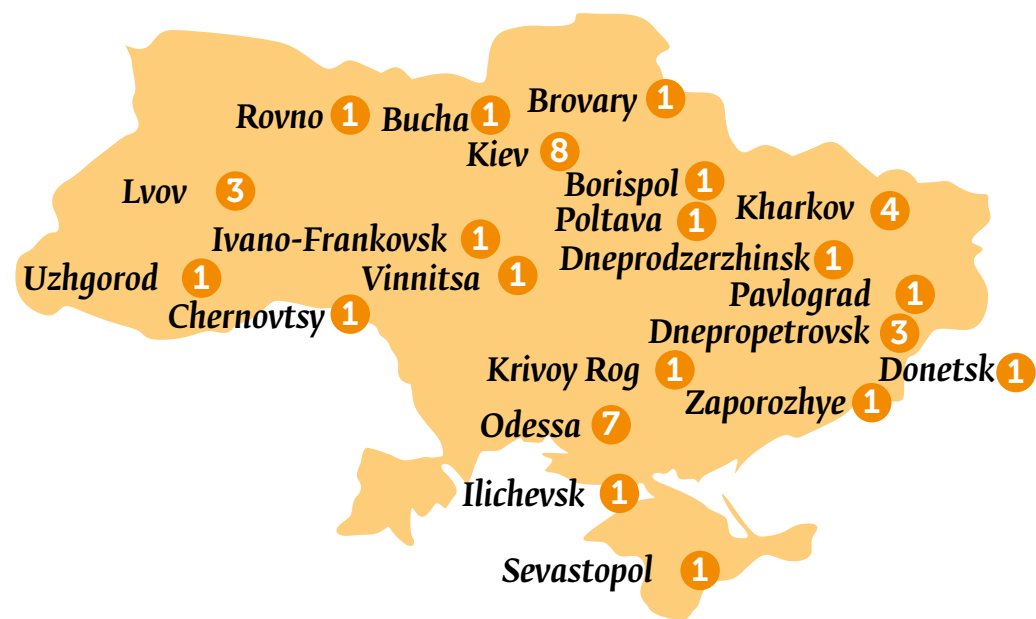 Brovary 1
Rovno 1
Bucha 1
Kiev 8
Borispol 1
Lvov 3
Kharkov 4
Poltava 1
Ivano-Frankovsk 1
Dneprodzerzhinsk 1
Uzhgorod 1
Vinnitsa 1
Pavlograd 1
Chernovtsy 1
Dnepropetrovsk 3
Krivoy Rog 1
Donetsk 1
Zaporozhye 1
Odessa 7
Ilichevsk 1
Sevastopol 1